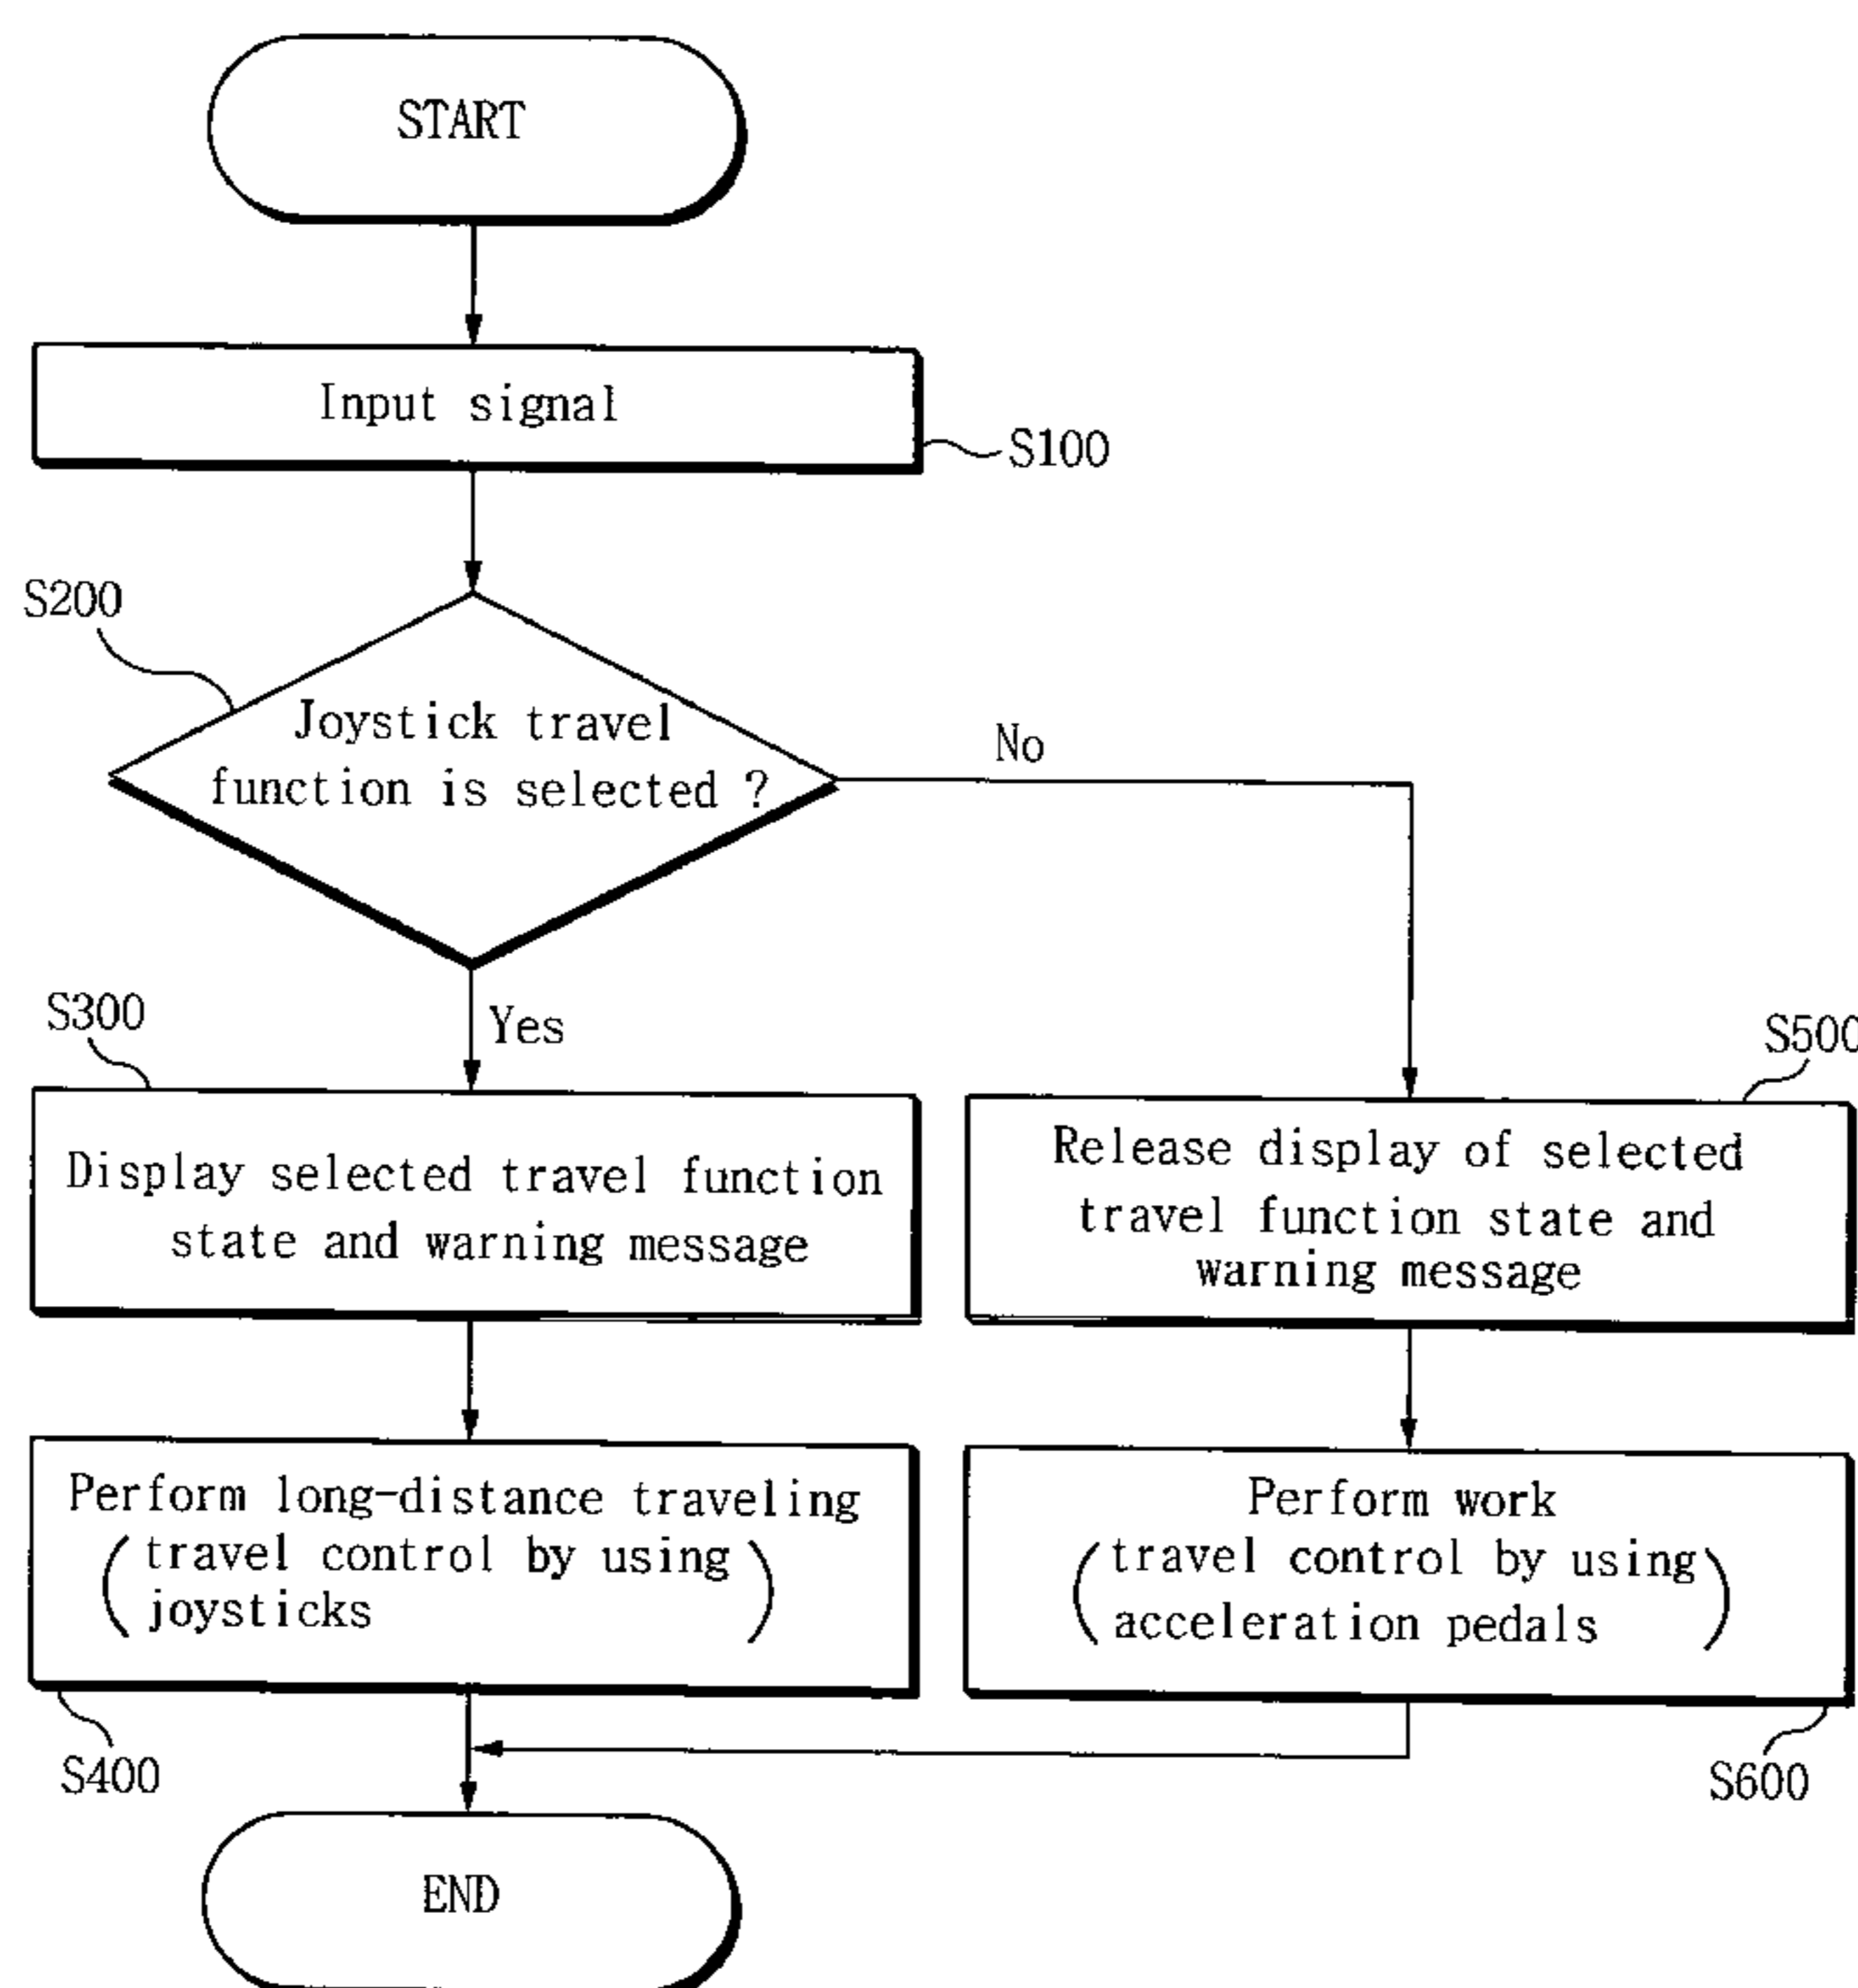 START
Input signal
S100
S200
Joystick travel
function is selected ?
No
Yes
S300
Display selected travel function
state and warning message
S500
Release display of selected
travel function state and
warning message
Perform long-distance traveling
( travel control by using
joysticks )
S400
Perform work
( travel control by using
acceleration pedals )
S600
END